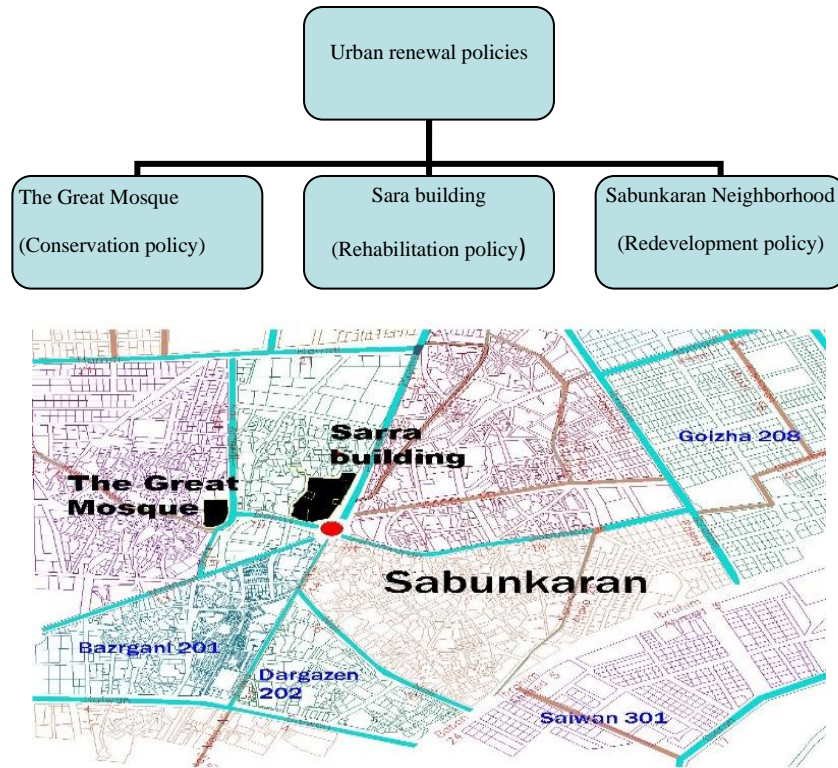 Urban renewal policies
The Great Mosque
(Conservation policy)
Sara building
(Rehabilitation policy)
Sabunkaran Neighborhood
(Redevelopment policy)
Sarra
building
Goizha 208
The Great
Mosque
Sabunkaran
Bazrganl 201
Dargazen
202
Saiwan 301